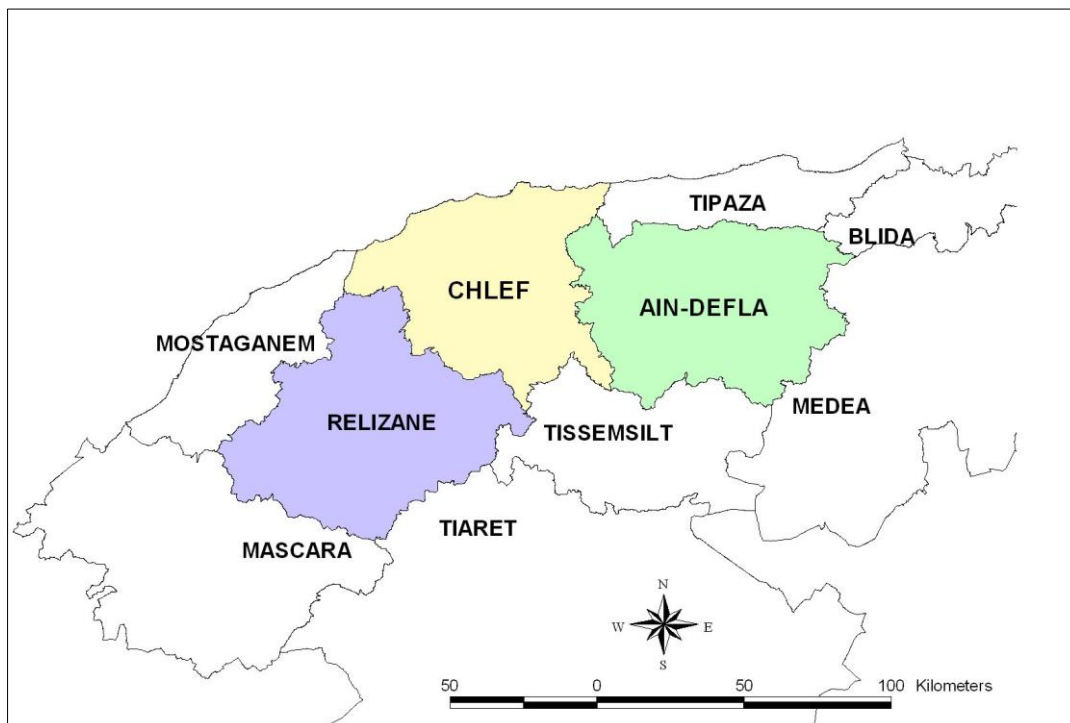 TIPAZA
BLIDA
CHLEF
AIN-DEFLA
MOSTAGANEM
MEDEA
RELIZANE
TISSEMSILT
TIARET
MASCARA
N
W E
S
50 0 50 100 Kilometers